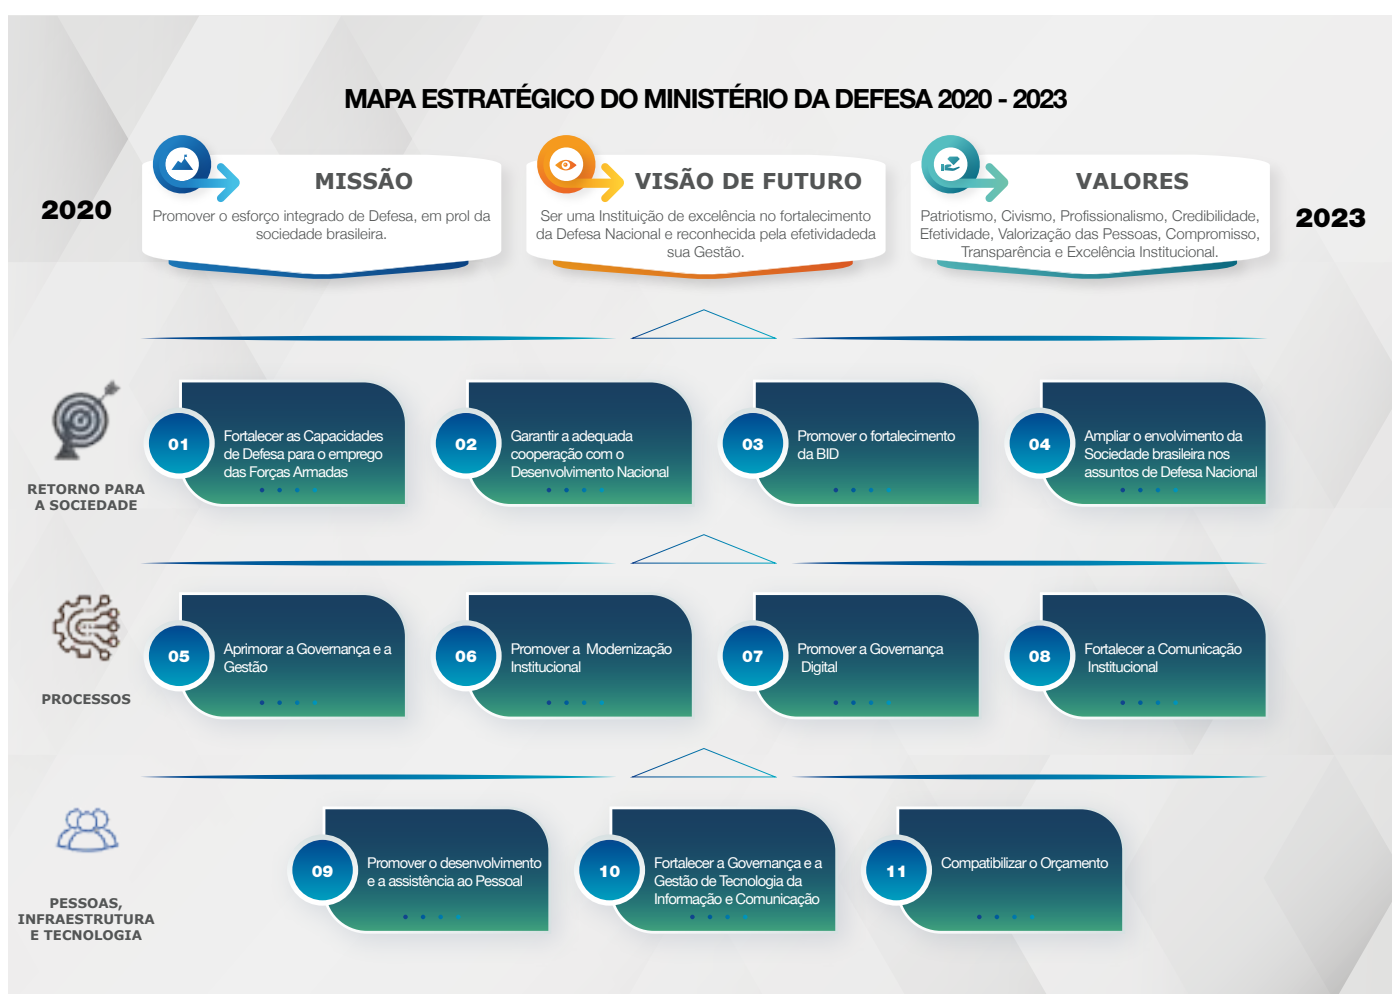 MAPA ESTRATÉGICO DO MINISTÉRIO DA DEFESA 2020 - 2023
2020
MISSÃO
Promover o esforço integrado de Defesa, em prol da
sociedade brasileira.
VISÃO DE FUTURO
Ser uma Instituição de excelência no fortalecimento
da Defesa Nacional e reconhecida pela efetividadeda
sua Gestão.
VALORES
Patriotismo, Civismo, Profissionalismo, Credibilidade,
Efetividade, Valorização das Pessoas, Compromisso,
Transparência e Excelência Institucional.
2023
RETORNO PARA
A SOCIEDADE
01
Fortalecer as Capacidades
de Defesa para o emprego
das Forças Armadas
02
Garantir a adequada
cooperação com o
Desenvolvimento Nacional
03
Promover o fortalecimento
da BID
04
Ampliar o envolvimento da
Sociedade brasileira nos
assuntos de Defesa Nacional
PROCESSOS
05
Aprimorar a Governança e a
Gestão
06
Promover a  Modernização
Institucional
07
Promover a Governança
Digital
08
Fortalecer a Comunicação
Institucional
PESSOAS,
INFRAESTRUTURA
E TECNOLOGIA
09
Promover o desenvolvimento
e a assistência ao Pessoal
10
Fortalecer a Governança e a
Gestão de Tecnologia da
Informação e Comunicação
11
Compatibilizar o Orçamento